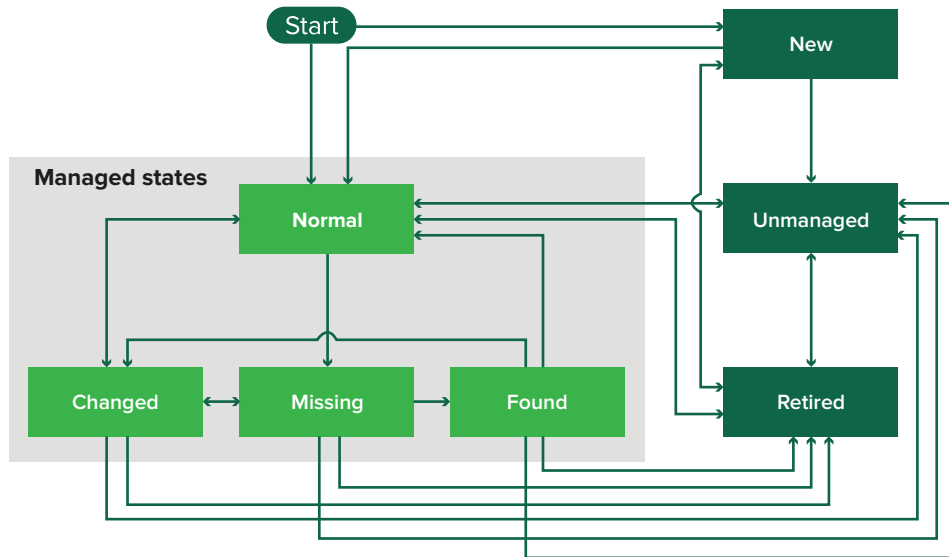 Start
New
Managed states
Normal
Unmanaged
Changed
Missing
Found
Retired